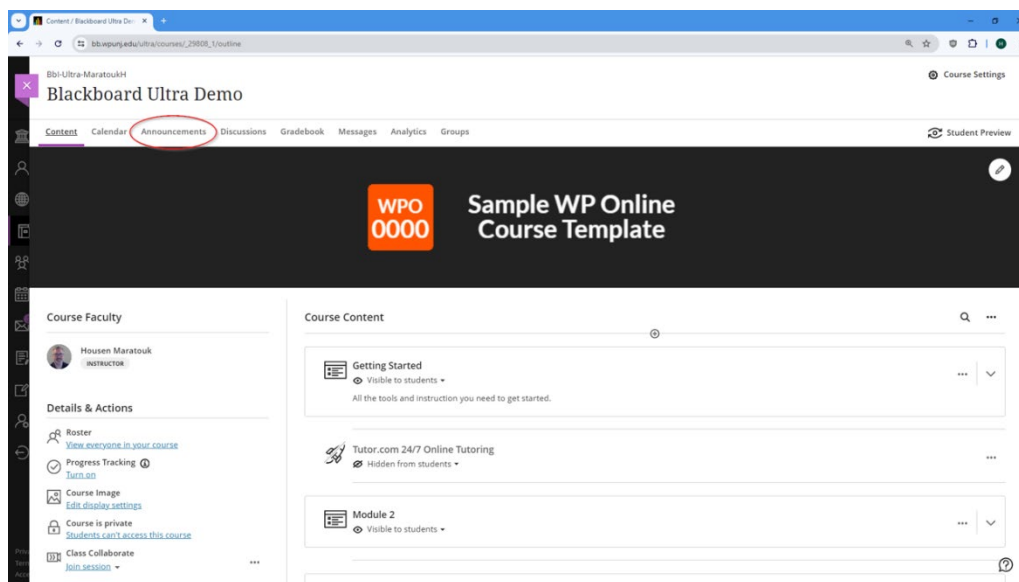 Content / Blackboard Ultra De
bb.wpunj.edu/ultra/courses/_29808_1/outline
Bbl-Ultra-MaratoukH
Course Settings
Blackboard Ultra Demo
Content Calendar Announcements Discussions Gradebook Messages Analytics Groups
Student Preview
WPO
0000
Sample WP Online
Course Template
Course Faculty
Housen Maratouk
INSTRUCTOR
Details & Actions
Roster
View everyone in your course
Progress Tracking
Turn on
Course Image
Edit display settings
Course is private
Students can't access this course
Class Collaborate
Join session
Course Content
Getting Started
Visible to students
All the tools and instruction you need to get started.
Tutor.com 24/7 Online Tutoring
Hidden from students
Module 2
Visible to students